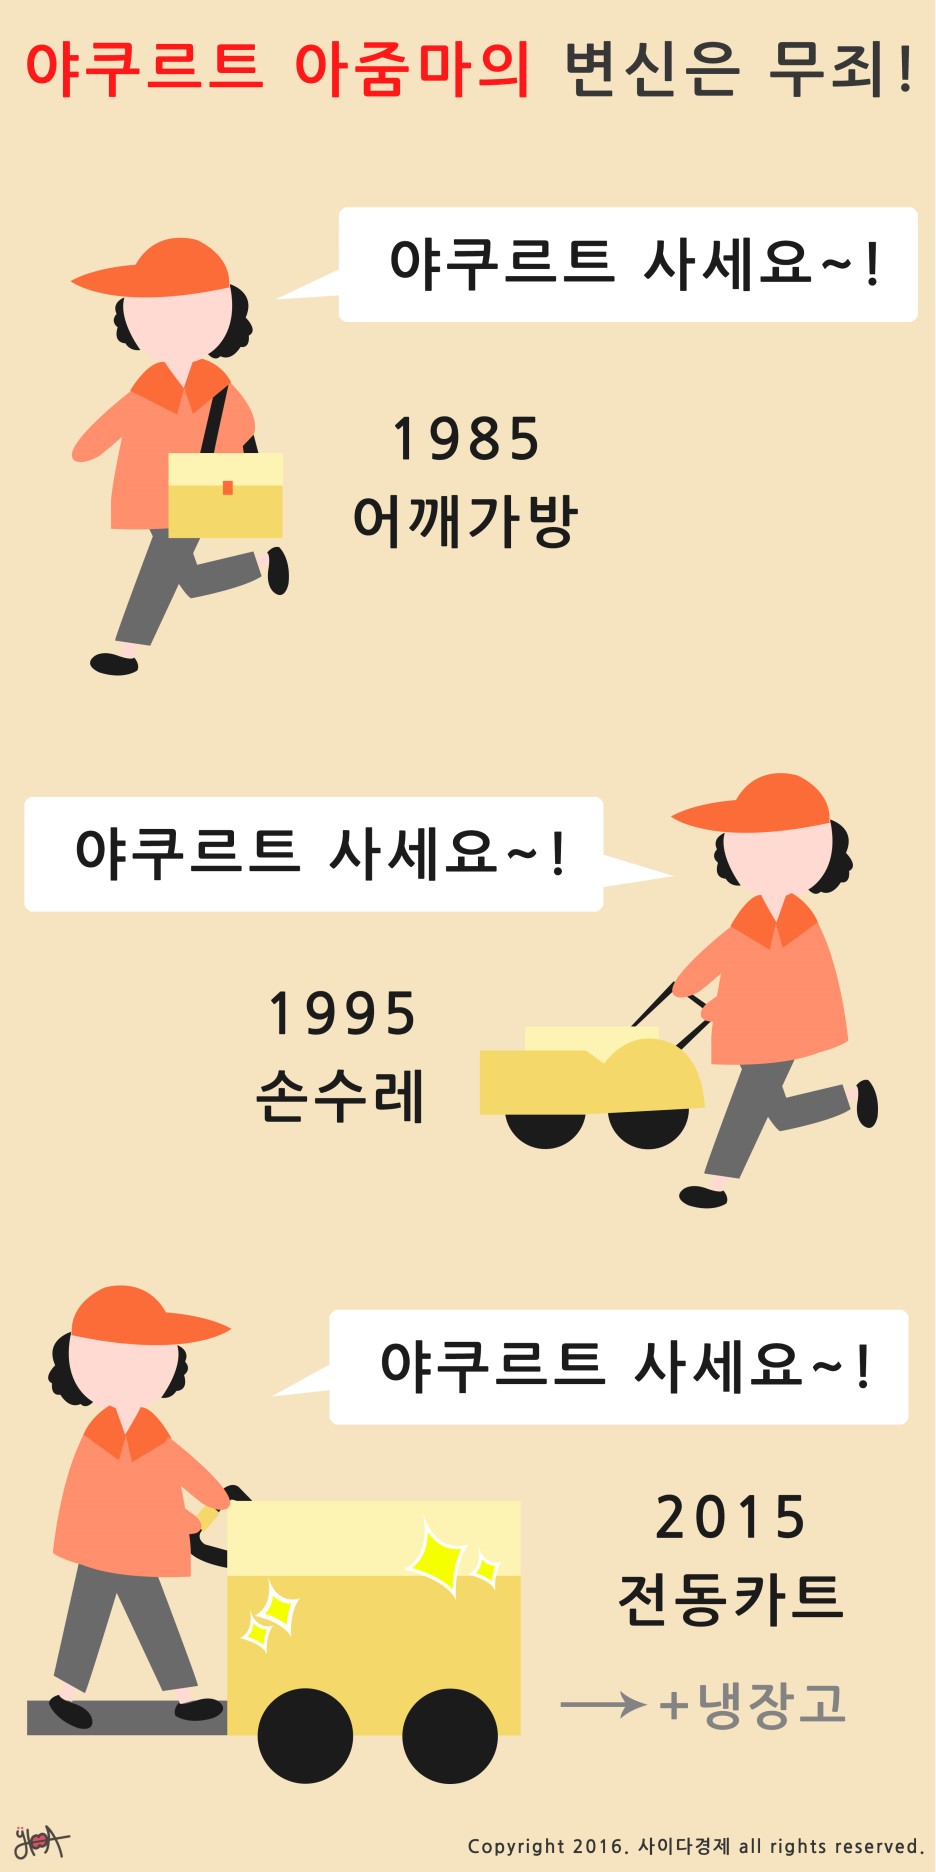 야쿠르트 아줌마의 변신은 무죄!
야쿠르트 사세요~!
1985
어깨가방
야쿠르트 사세요~!
1995
손수레
야쿠르트 사세요~!
2015
전동카트
→+냉장고
Copyright 2016. 사이다경제 all rights reserved.